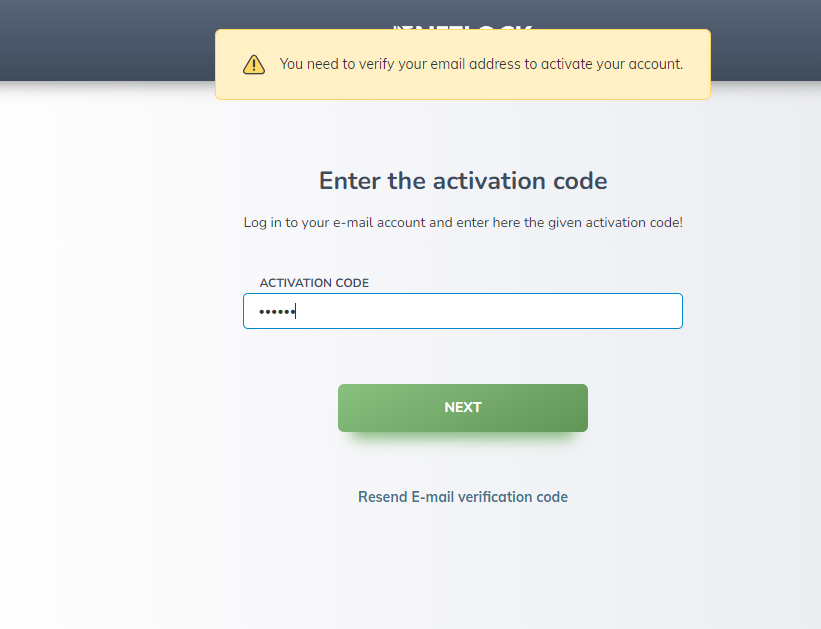 You need to verify your email address to activate your account.
Enter the activation code
Log in to your e-mail account and enter here the given activation code!
ACTIVATION CODE
••••••
NEXT
Resend E-mail verification code